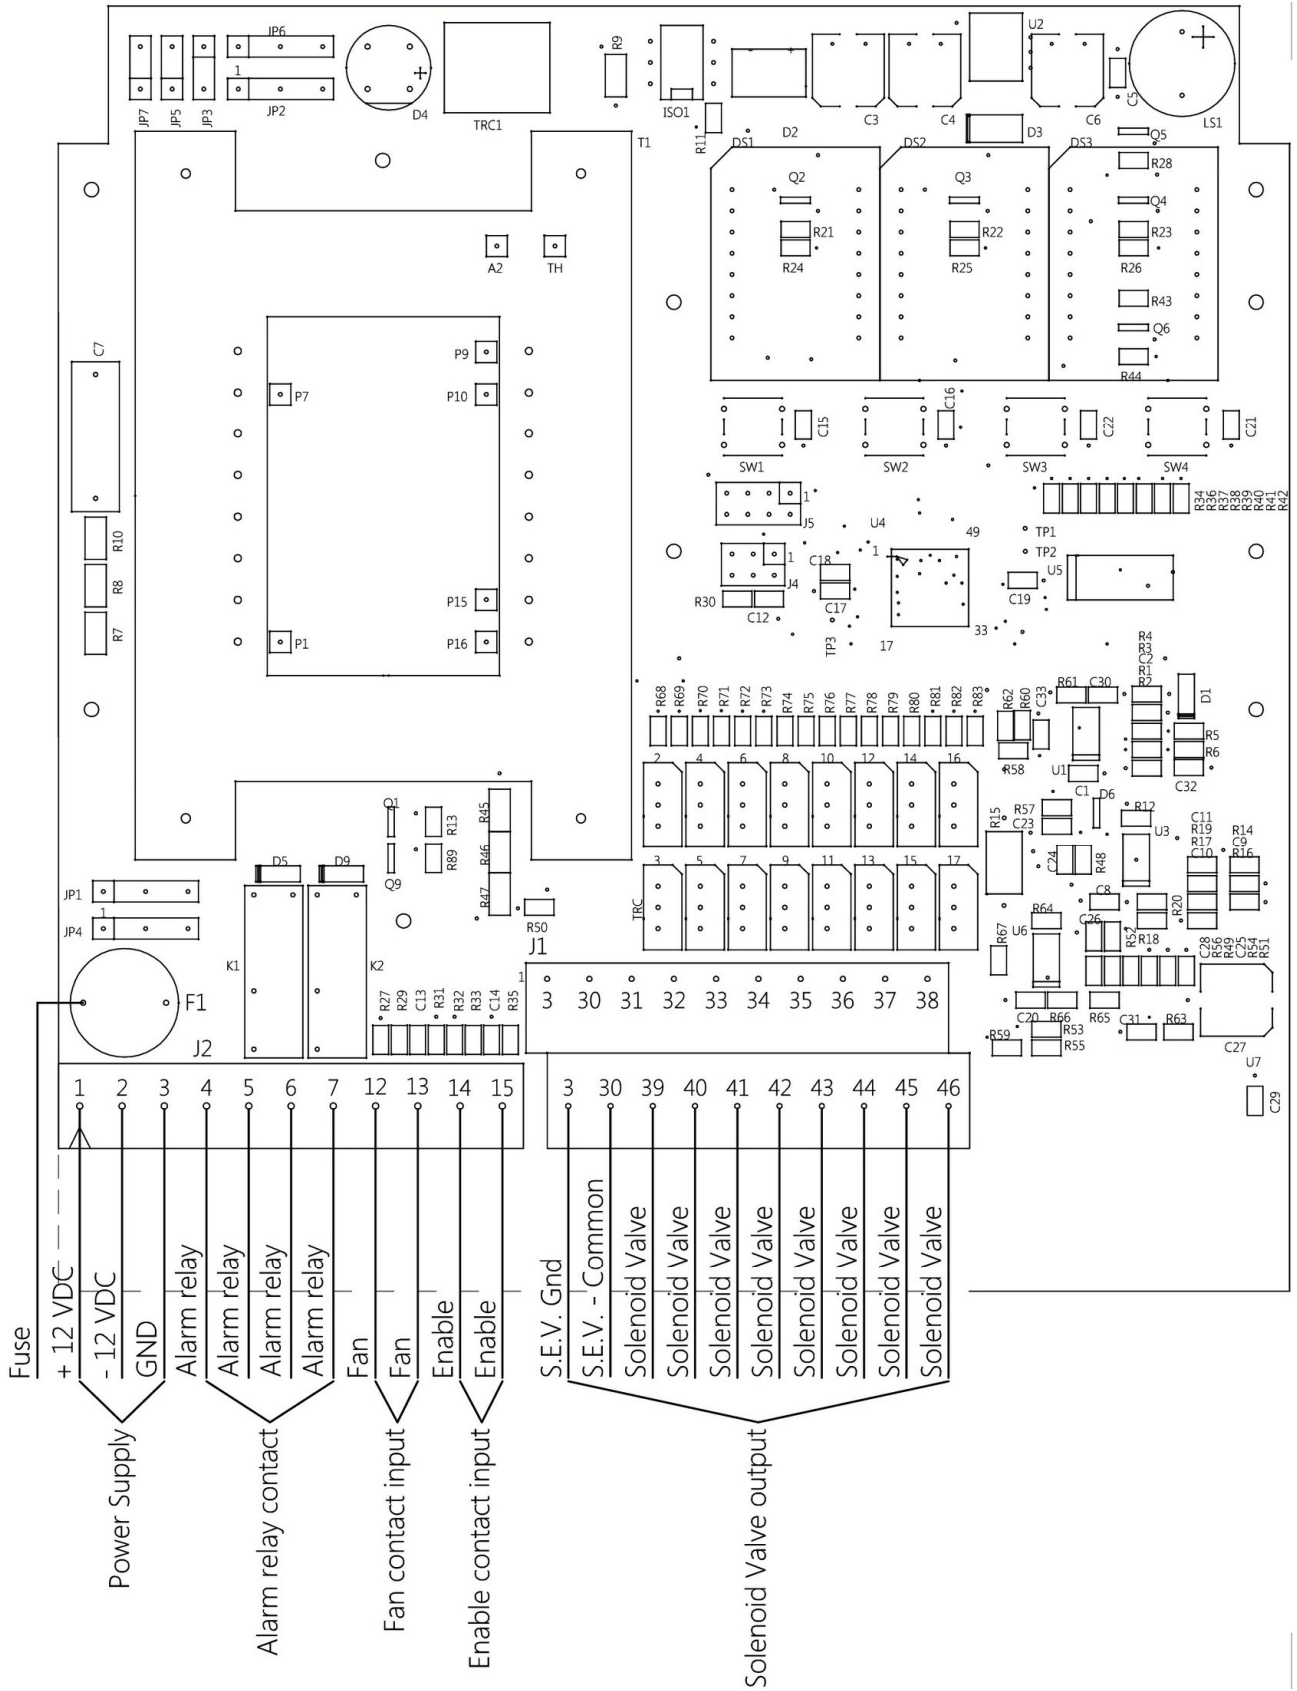 JP7
JP5
JP3
JP6
1
JP2
D4
TRC1
R9
ISO1
R11
T1
D2
C3
C4
U2
D3
C6
C5
LS1
DS1
DS2
DS3
Q5
R28
Q2
Q3
Q4
R21
R22
R23
R24
R25
R26
R43
Q6
R44
A2
TH
C7
P9
P7
P10
P15
P1
P16
R10
R8
R7
C15
C16
C22
C21
SW1
SW2
SW3
SW4
R34
R36
R37
R38
R39
R40
R41
R42
1
J5
U4
49
TP1
TP2
U5
1
J4
C18
1
R30
C12
C17
C19
TP3
17
33
R68
R69
R70
R71
R72
R73
R74
R75
R76
R77
R78
R79
R80
R81
R82
R83
R62
R60
C33
R61
C30
R4
R3
C2
R1
R2
D1
R5
R6
C32
R58
U1
C1
2
4
6
8
10
12
14
16
3
5
7
9
11
13
15
17
TRC
R15
R57
C23
D6
R12
U3
C24
R48
C11
R19
R17
C10
R14
C9
R16
C8
R20
R64
U6
C26
R52
R18
R67
C28
R56
R49
C25
R54
R51
C20
R66
R65
C31
R63
R59
R53
R55
C27
U7
C29
Q1
R13
R45
R46
R47
Q9
R89
R50
D5
D9
JP1
1
JP4
K1
K2
F1
J2
R27
R29
C13
R31
R32
R33
C14
R35
J1
1
3 30 31 32 33 34 35 36 37 38
1 2 3 4 5 6 7 12 13 14 15
3 30 39 40 41 42 43 44 45 46
Fuse
+ 12 VDC
- 12 VDC
GND
Alarm relay
Alarm relay
Alarm relay
Alarm relay
Fan
Fan
Enable
Enable
S.E.V. Gnd
S.E.V. - Common
Solenoid Valve
Solenoid Valve
Solenoid Valve
Solenoid Valve
Solenoid Valve
Solenoid Valve
Solenoid Valve
Solenoid Valve
Power Supply
Alarm relay contact
Fan contact input
Enable contact input
Solenoid Valve output